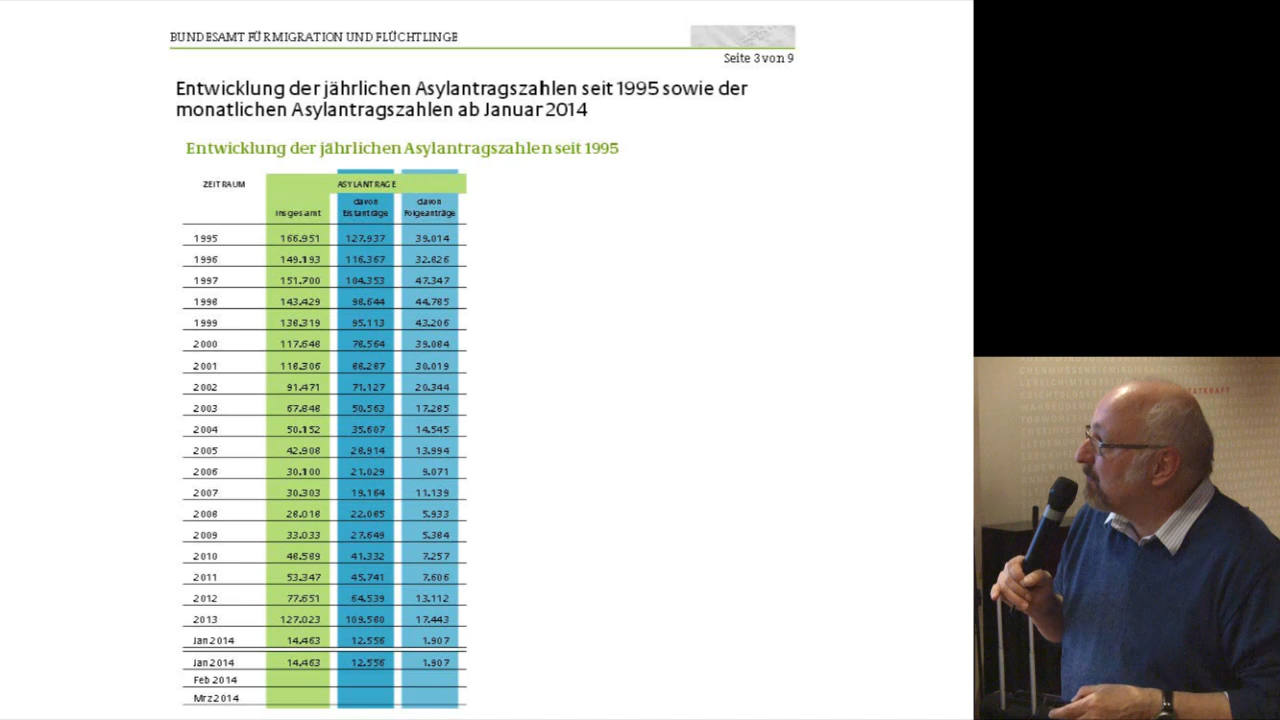 BUNDESAMT FÜR MIGRATION UND FLÜCHTLINGE
Seite 3 von 9
Entwicklung der jährlichen Asylantragszahlen seit 1995 sowie der
monatlichen Asylantragszahlen ab Januar 2014
Entwicklung der jährlichen Asylantragszahlen seit 1995
ZEITRAUM ASYLANTRÄGE
insgesamt davon Erstanträge davon Folgeanträge
1995 166.951 127.937 39.014
1996 149.193 116.367 32.826
1997 151.700 104.353 47.347
1998 143.429 98.644 44.785
1999 138.319 95.113 43.206
2000 117.648 78.564 39.084
2001 118.306 88.287 30.019
2002 91.471 71.127 20.344
2003 67.848 50.563 17.285
2004 50.152 35.607 14.545
2005 42.908 28.914 13.994
2006 30.100 21.029 9.071
2007 30.303 19.164 11.139
2008 28.018 22.085 5.933
2009 33.033 27.649 5.384
2010 48.589 41.332 7.257
2011 53.347 45.741 7.606
2012 77.651 64.539 13.112
2013 127.023 109.580 17.443
Jan 2014 14.463 12.556 1.907
Jan 2014 14.463 12.556 1.907
Feb 2014
Mrz 2014